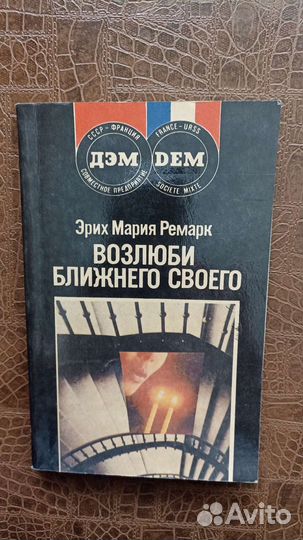 СССР - ФРАНЦИЯ
ДЭМ
СОВМЕСТНОЕ ПРЕДПРИЯТИЕ
FRANCE - URSS
DEM
SOCIETE MIXTE
Эрих Мария Ремарк
ВОЗЛЮБИ
БЛИЖНЕГО СВОЕГО
Avito